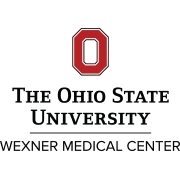 O
THE OHIO STATE
UNIVERSITY
WEXNER MEDICAL CENTER